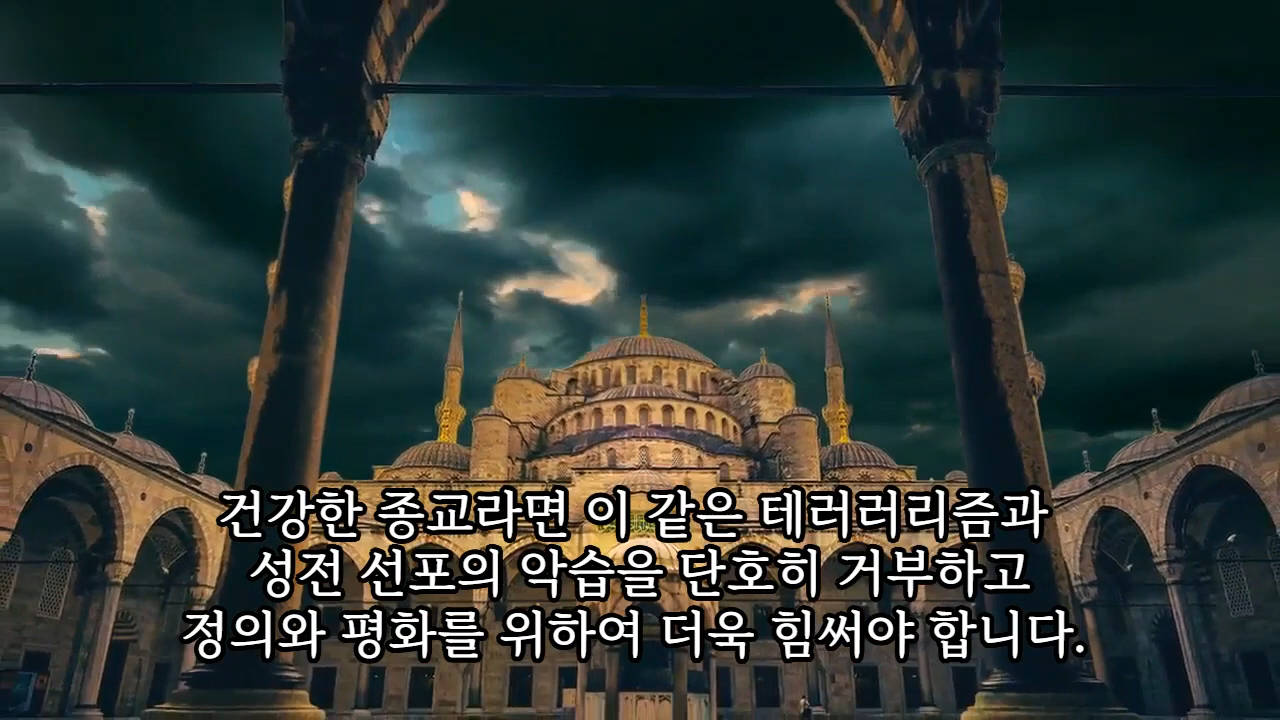 건강한 종교라면 이 같은 테러러리즘과
성전 선포의 악습을 단호히 거부하고
정의와 평화를 위하여 더욱 힘써야 합니다.